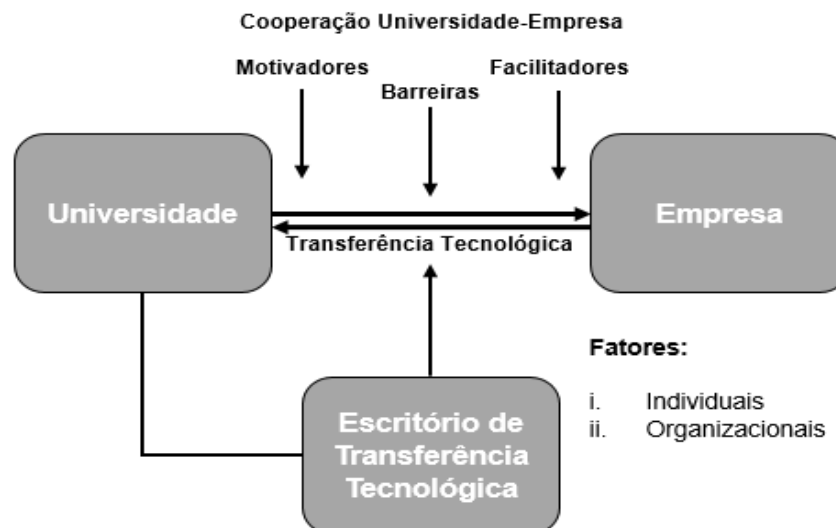 Cooperação Universidade-Empresa
Motivadores
Barreiras
Facilitadores
Universidade
Empresa
Transferência Tecnológica
Escritório de
Transferência
Tecnológica
Fatores:
i. Individuais
ii. Organizacionais